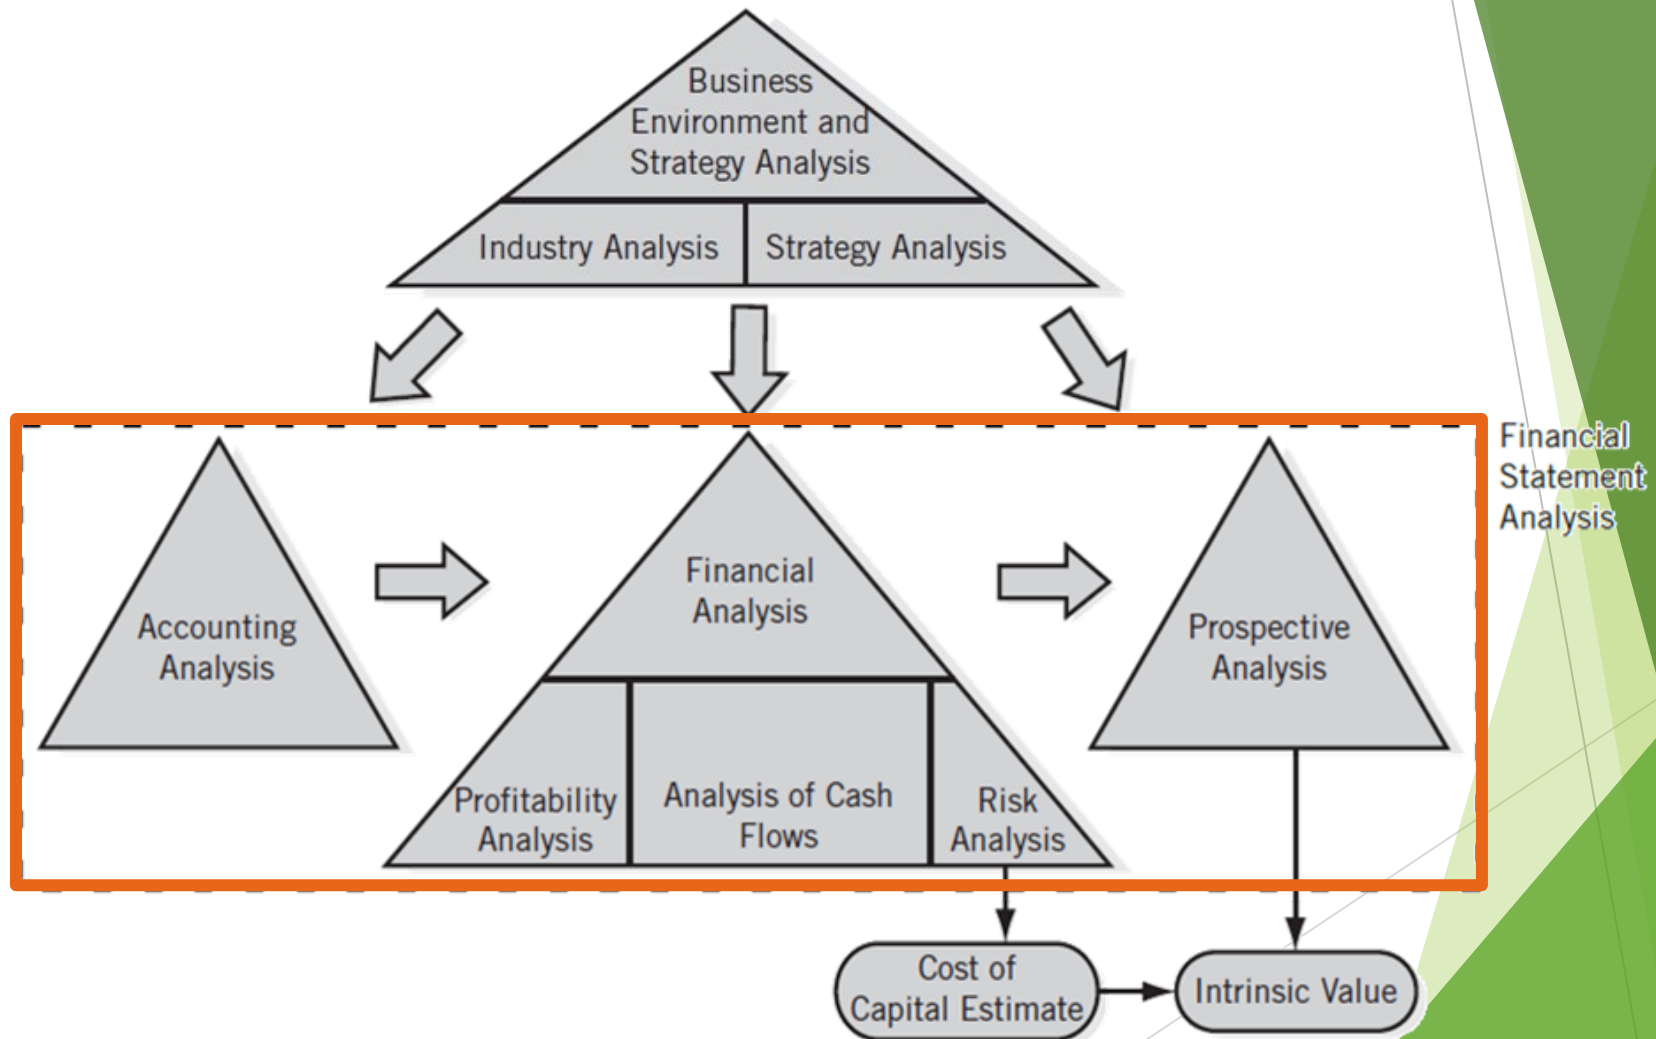 Business
Environment and
Strategy Analysis
Industry Analysis
Strategy Analysis
Financial
Statement
Analysis
Accounting
Analysis
Financial
Analysis
Profitability
Analysis
Analysis of Cash
Flows
Risk
Analysis
Prospective
Analysis
Cost of
Capital Estimate
Intrinsic Value